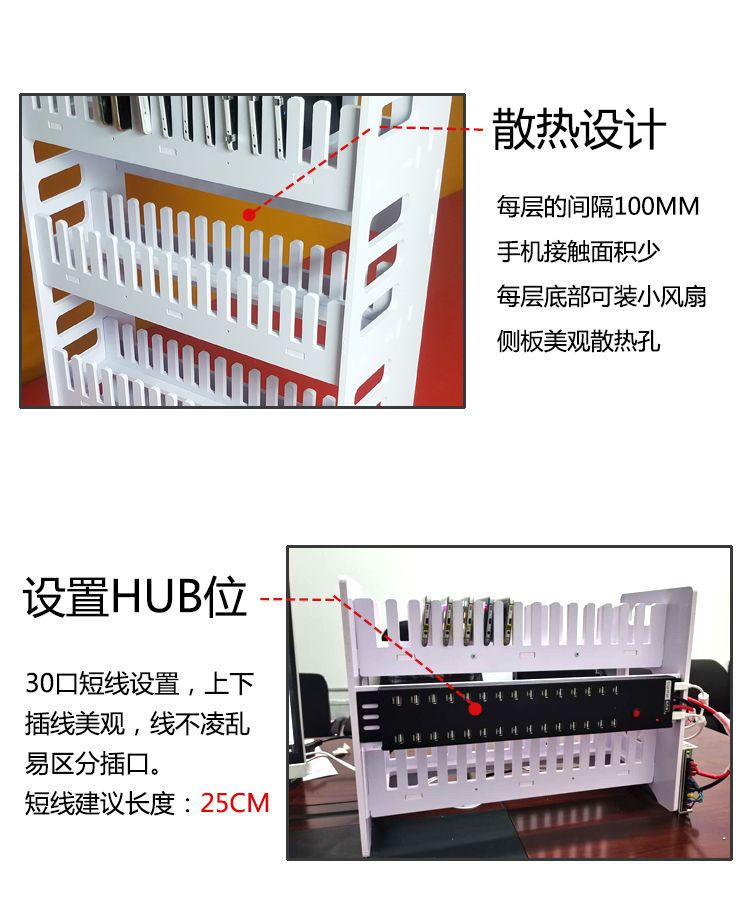 散热设计
每层的间隔100MM
手机接触面积少
每层底部可装小风扇
侧板美观散热孔
设置HUB位
30口短线设置，上下
插线美观，线不凌乱
易区分插口。
短线建议长度：25CM